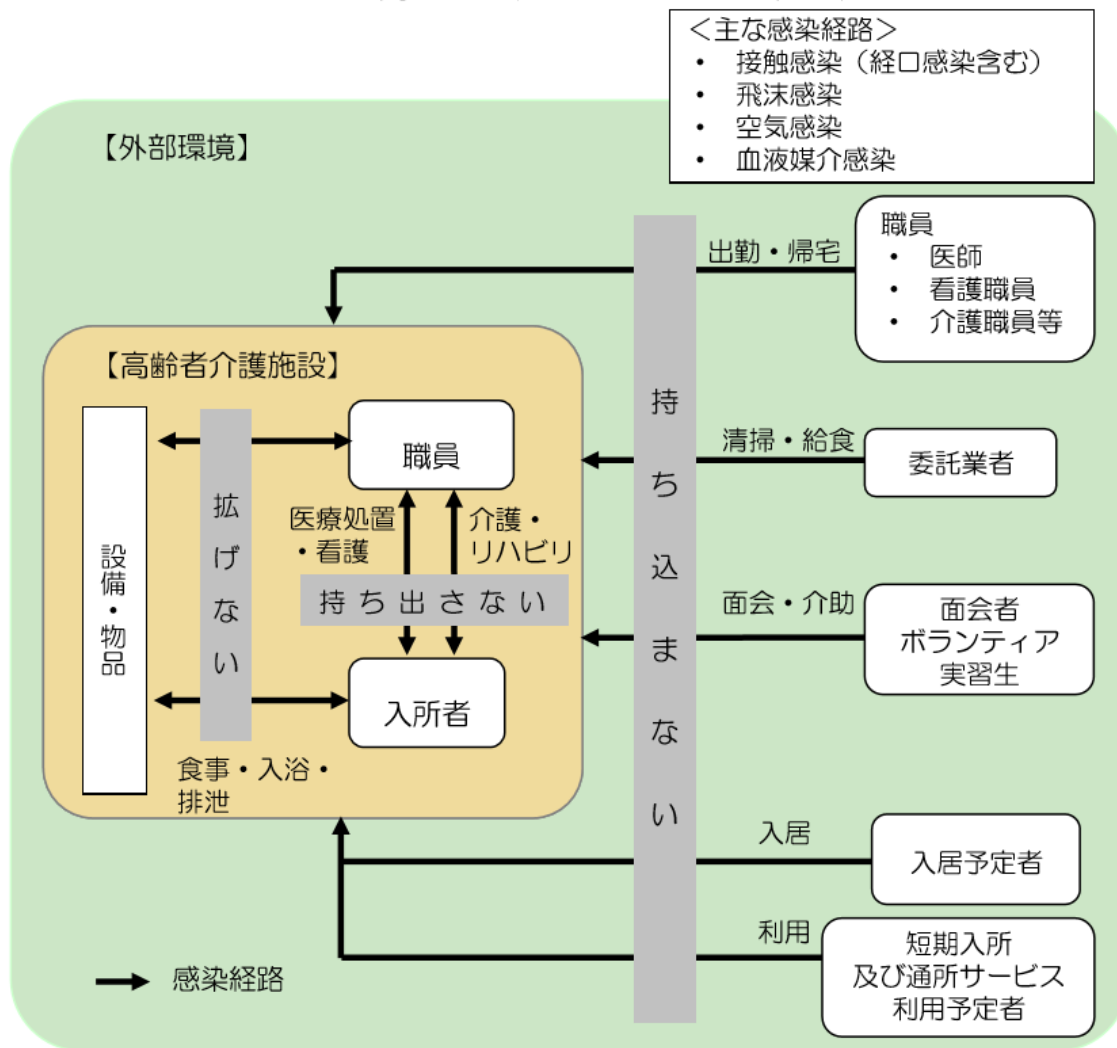 ＜主な感染経路＞
・ 接触感染（経口感染含む）
・ 飛沫感染
・ 空気感染
・ 血液媒介感染
【外部環境】
職員
・ 医師
・ 看護職員
・ 介護職員等
出勤・帰宅
【高齢者介護施設】
持ち込まない
設備・物品
拡げない
職員
清掃・給食
委託業者
医療処置
・看護
介護・
リハビリ
持ち出さない
面会・介助
面会者
ボランティア
実習生
入所者
食事・入浴・
排泄
入居
入居予定者
利用
短期入所
及び通所サービス
利用予定者
感染経路